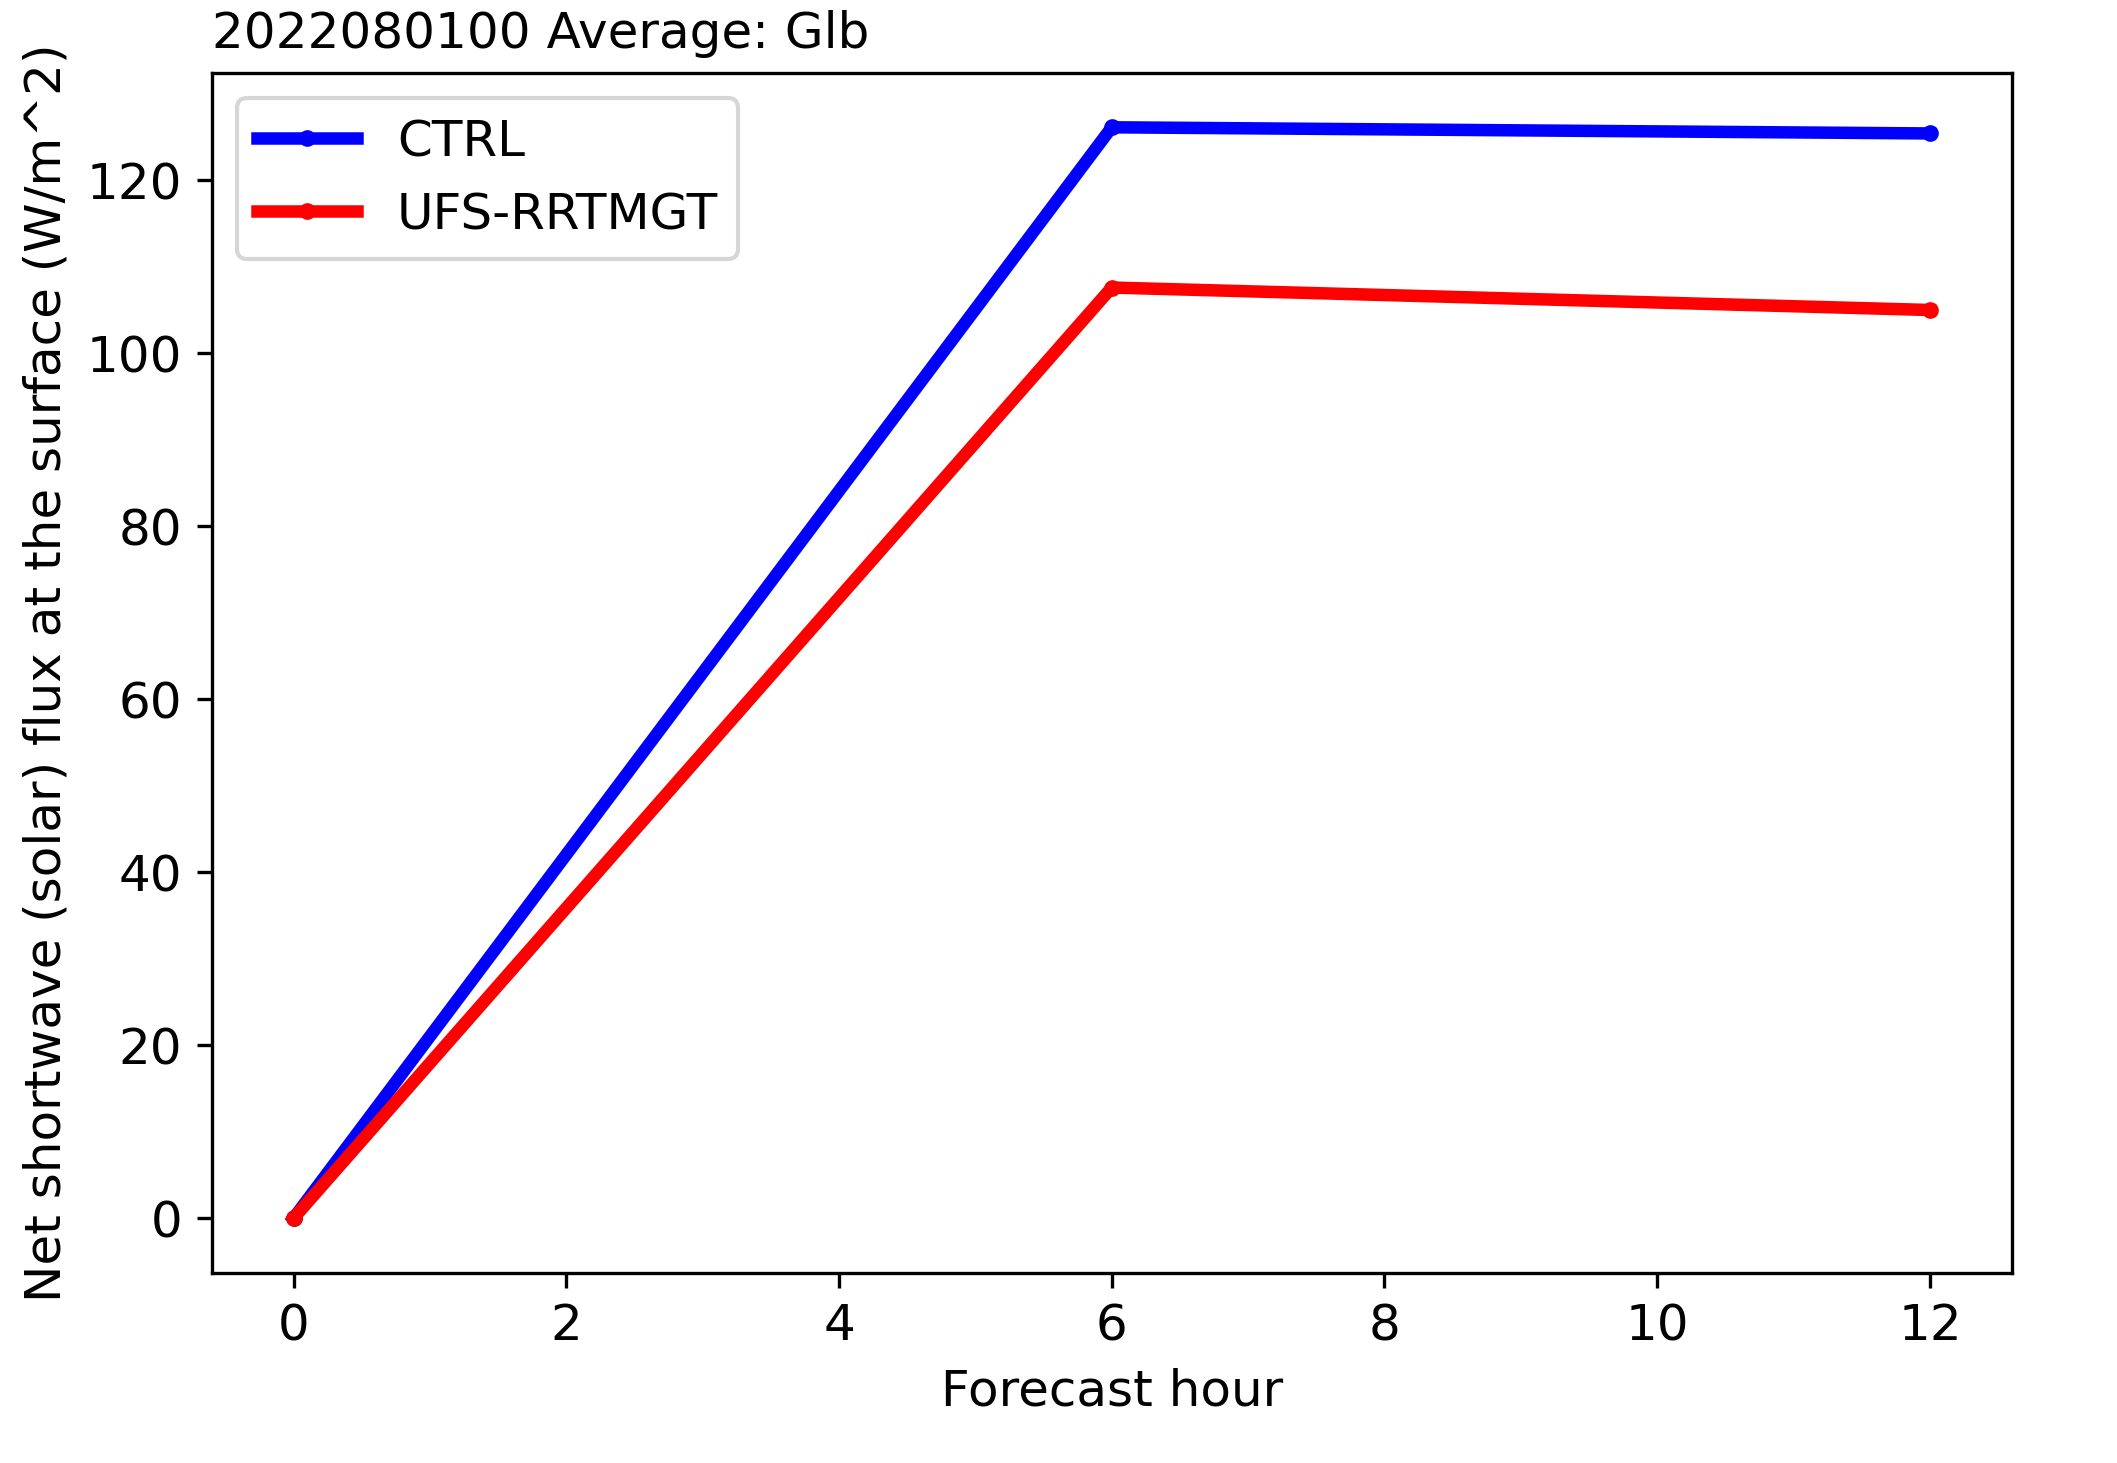 2022080100 Average: Glb
Net shortwave (solar) flux at the surface (W/m^2)
CTRL
UFS-RRTMGT
120
100
80
60
40
20
0
0 2 4 6 8 10 12
Forecast hour